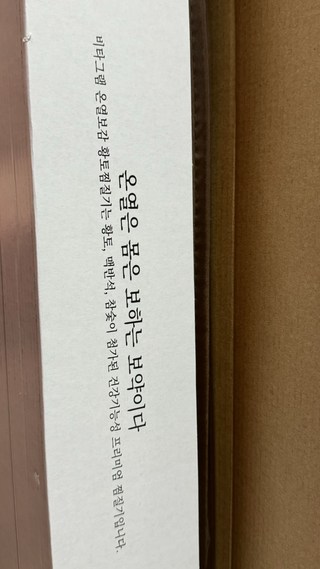 온열은 몸은 보하는 보약이다
비타그램 온열보감 황토찜질기는 황토, 맥반석, 참숯이 첨가된 건강기능성 프리미엄 찜질기입니다.